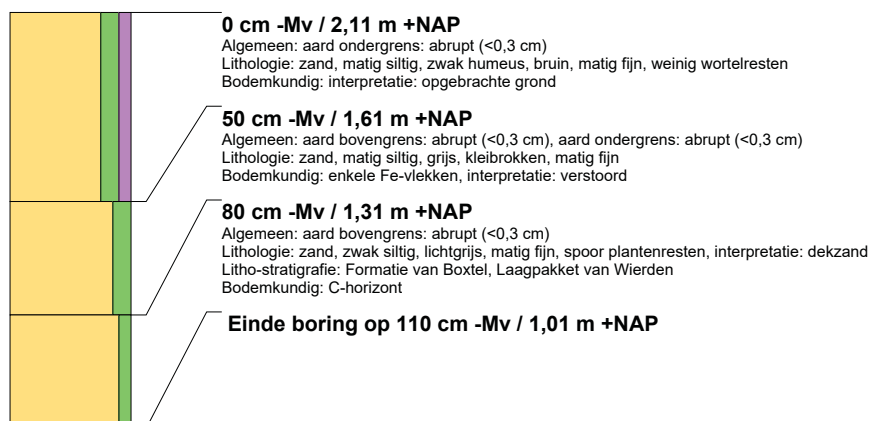 0 cm -Mv / 2,11 m +NAP
Algemeen: aard ondergrens: abrupt (<0,3 cm)
Lithologie: zand, matig siltig, zwak humeus, bruin, matig fijn, weinig wortelresten
Bodemkundig: interpretatie: opgebrachte grond
50 cm -Mv / 1,61 m +NAP
Algemeen: aard bovengrens: abrupt (<0,3 cm), aard ondergrens: abrupt (<0,3 cm)
Lithologie: zand, matig siltig, grijs, kleibrokken, matig fijn
Bodemkundig: enkele Fe-vlekken, interpretatie: verstoord
80 cm -Mv / 1,31 m +NAP
Algemeen: aard bovengrens: abrupt (<0,3 cm)
Lithologie: zand, zwak siltig, lichtgrijs, matig fijn, spoor plantenresten, interpretatie: dekzand
Litho-stratigrafie: Formatie van Boxtel, Laagpakket van Wierden
Bodemkundig: C-horizont
Einde boring op 110 cm -Mv / 1,01 m +NAP